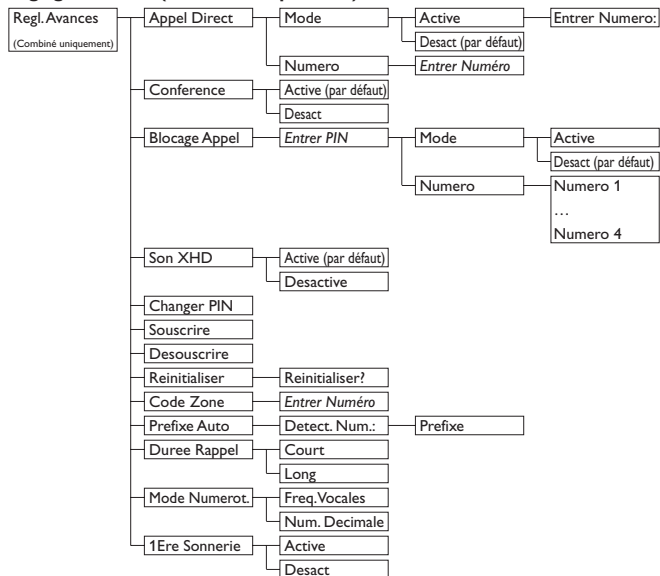 Regl. Avances
(Combiné uniquement)
Appel Direct
Mode
Active
Entrer Numero:
Desact (par défaut)
Numero
Entrer Numéro
Conference
Active (par défaut)
Desact
Blocage Appel
Entrer PIN
Mode
Active
Desact (par défaut)
Numero
Numero 1
…
Numero 4
Son XHD
Active (par défaut)
Desactive
Changer PIN
Souscrire
Desouscrire
Reinitialiser
Reinitialiser?
Code Zone
Entrer Numéro
Prefixe Auto
Detect. Num.:
Prefixe
Duree Rappel
Court
Long
Mode Numerot.
Freq.Vocales
Num. Decimale
1Ere Sonnerie
Active
Desact